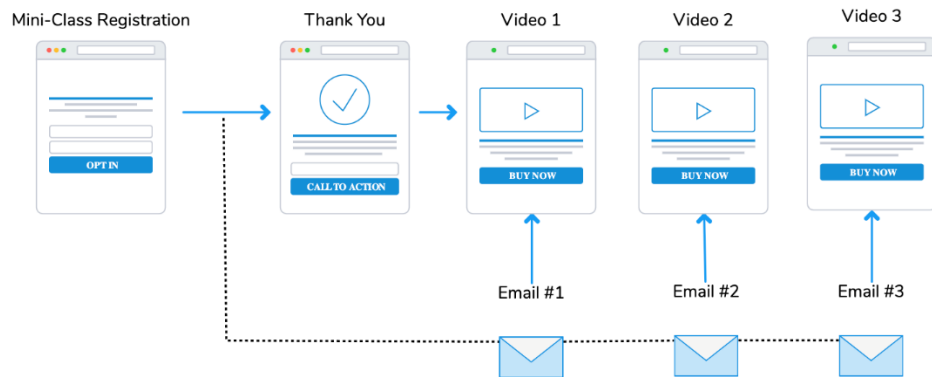 Mini-Class Registration
Thank You
Video 1
Video 2
Video 3
OPT IN
CALL TO ACTION
BUY NOW
BUY NOW
BUY NOW
Email #1
Email #2
Email #3